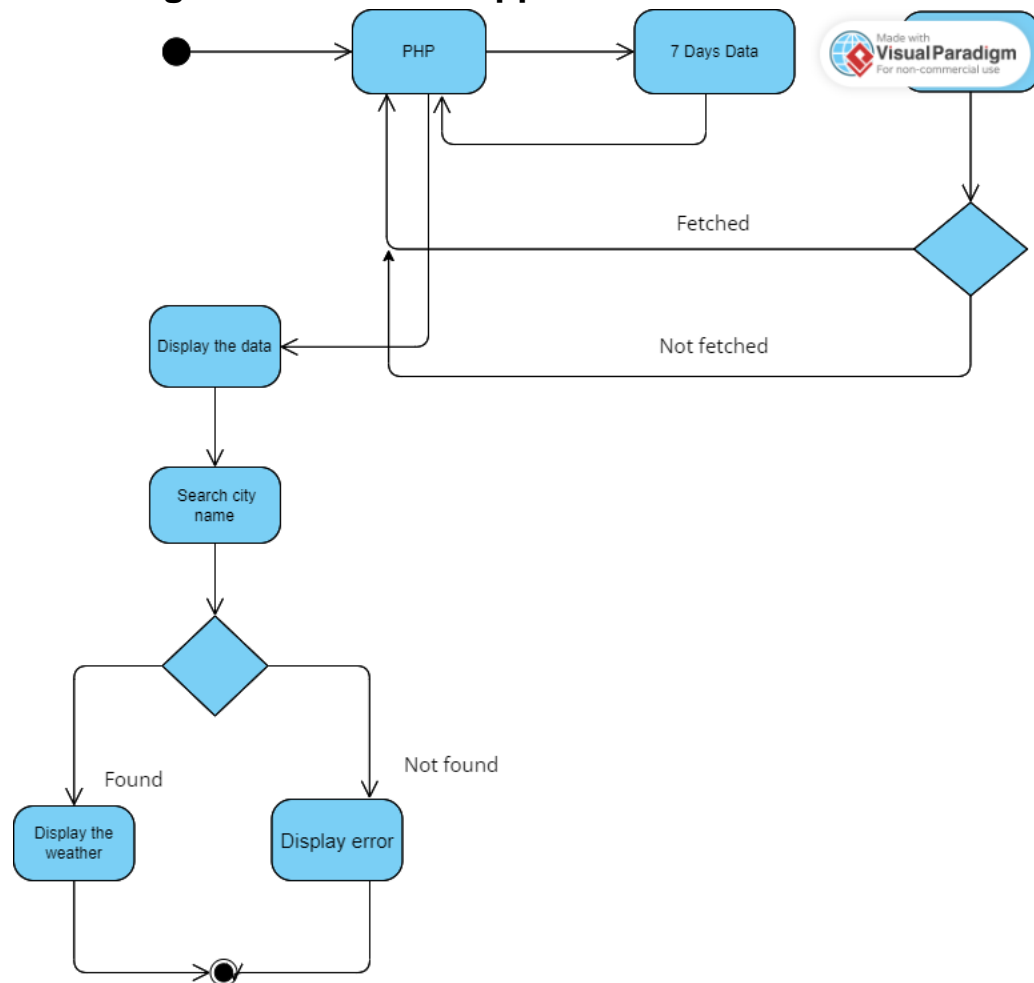 PHP
7 Days Data
Made with
Visual Paradigm
For non-commercial use
Fetched
Display the data
Not fetched
Search city
name
Found
Not found
Display the
weather
Display error